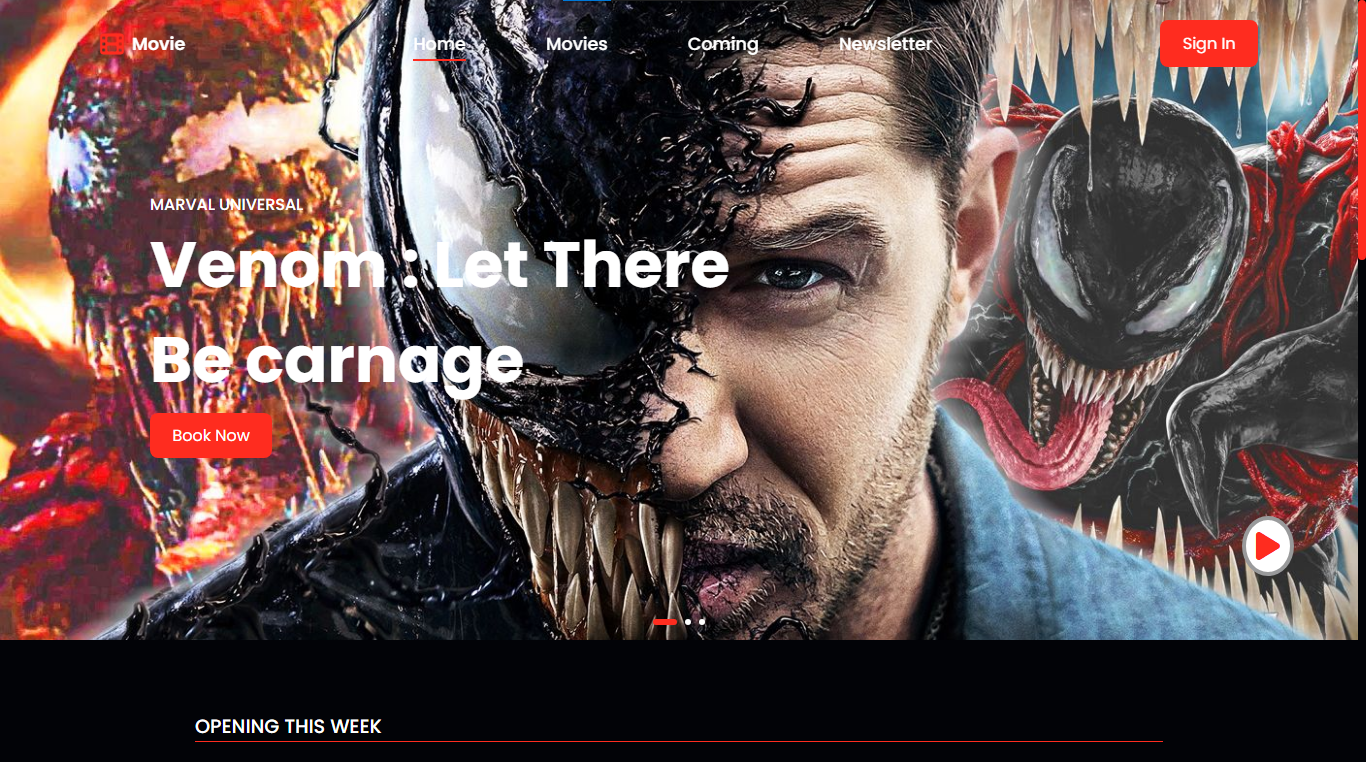 Movie
Home
Movies
Coming
Newsletter
Sign In
MARVAL UNIVERSAL
Venom : Let There
Be carnage
Book Now
OPENING THIS WEEK